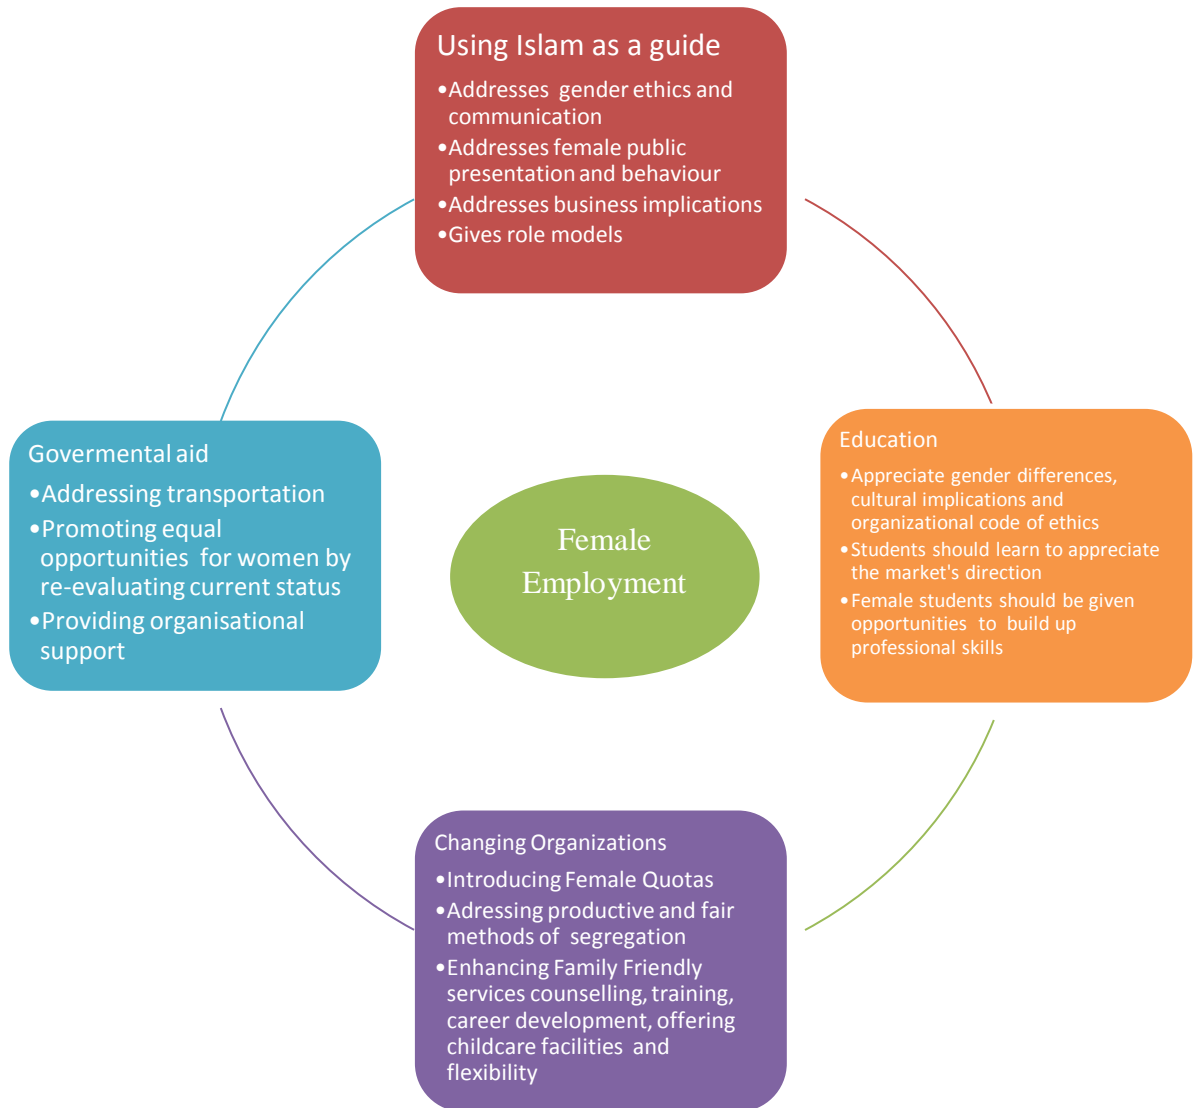 Using Islam as a guide
•Addresses gender ethics and
communication
•Addresses female public
presentation and behaviour
•Addresses business implications
•Gives role models
Govermental aid
•Addressing transportation
•Promoting equal
opportunities for women by
re-evaluating current status
•Providing organisational
support
Female
Employment
Education
•Appreciate gender differences,
cultural implications and
organizational code of ethics
•Students should learn to appreciate
the market's direction
•Female students should be given
opportunities to build up
professional skills
Changing Organizations
•Introducing Female Quotas
•Adressing productive and fair
methods of segregation
•Enhancing Family Friendly
services counselling, training,
career development, offering
childcare facilities and
flexibility